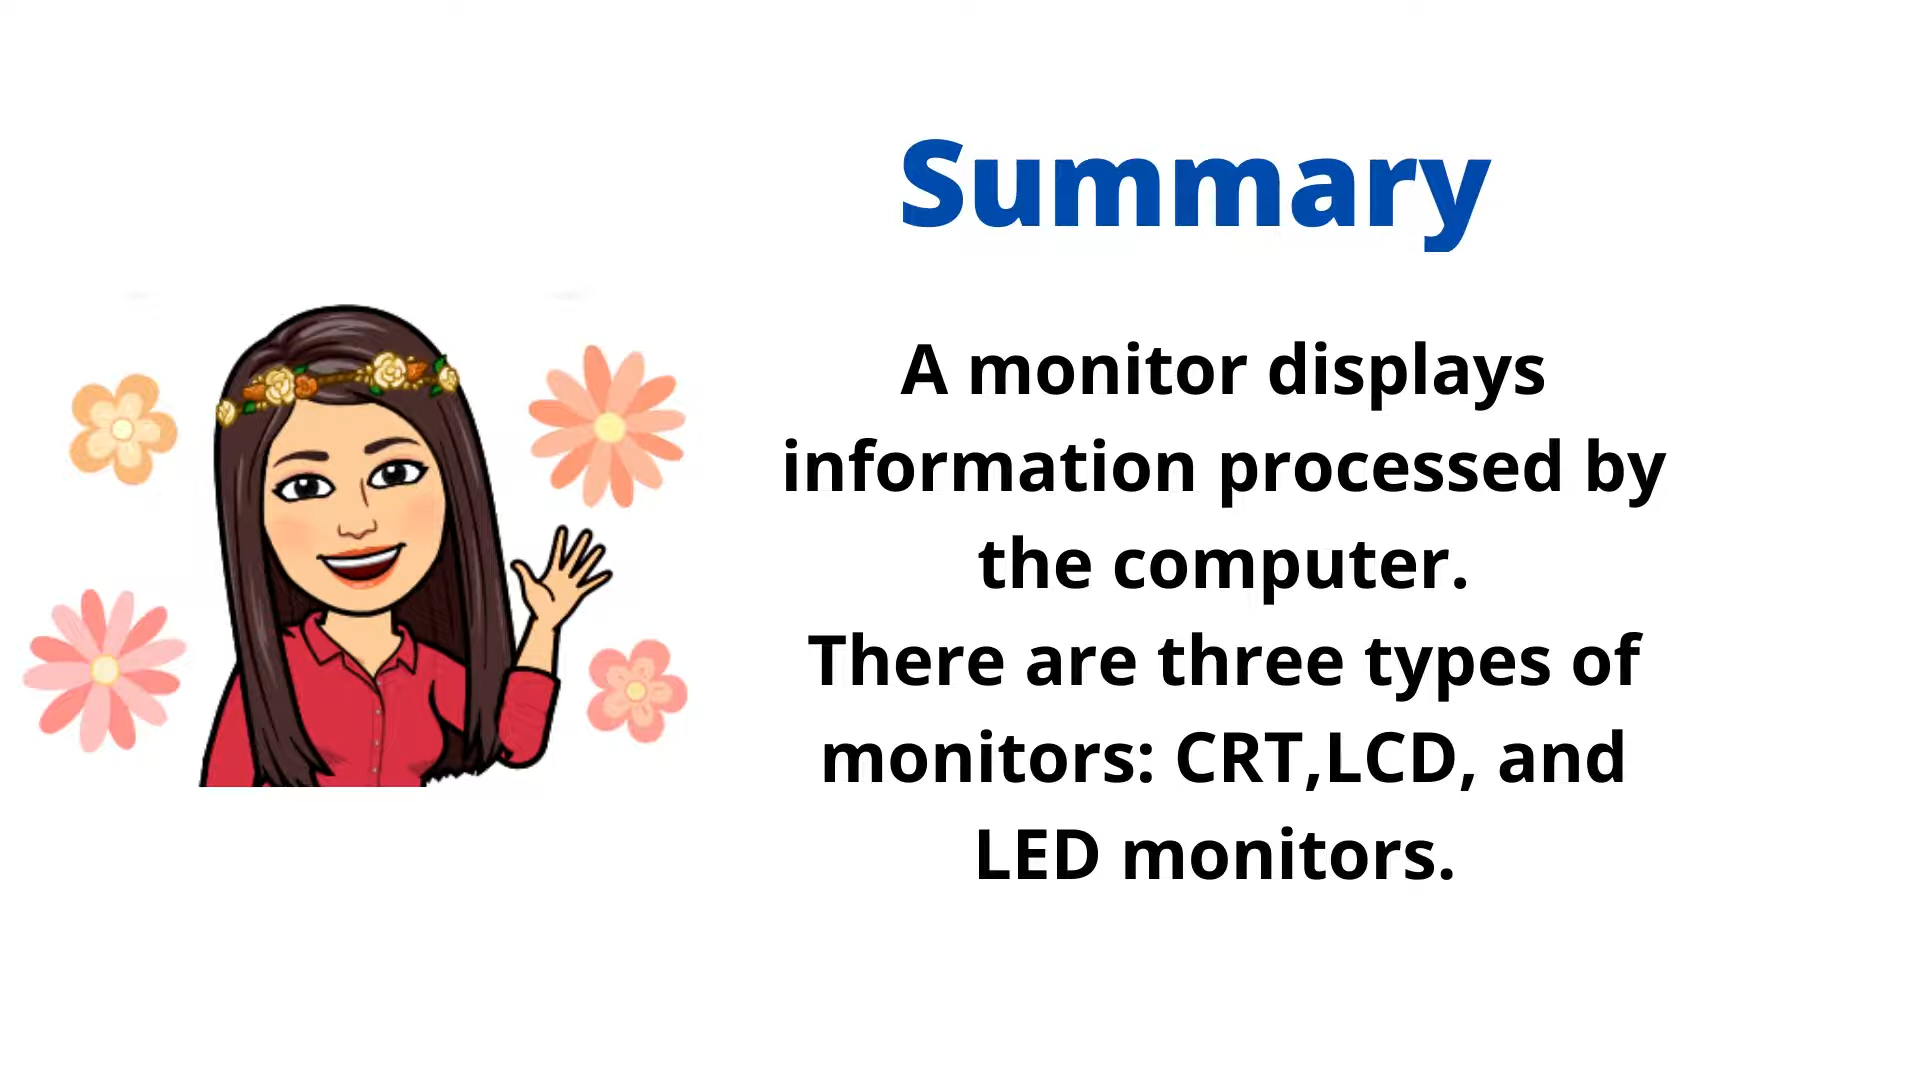 Summary
A monitor displays
information processed by
the computer.
There are three types of
monitors: CRT,LCD, and
LED monitors.